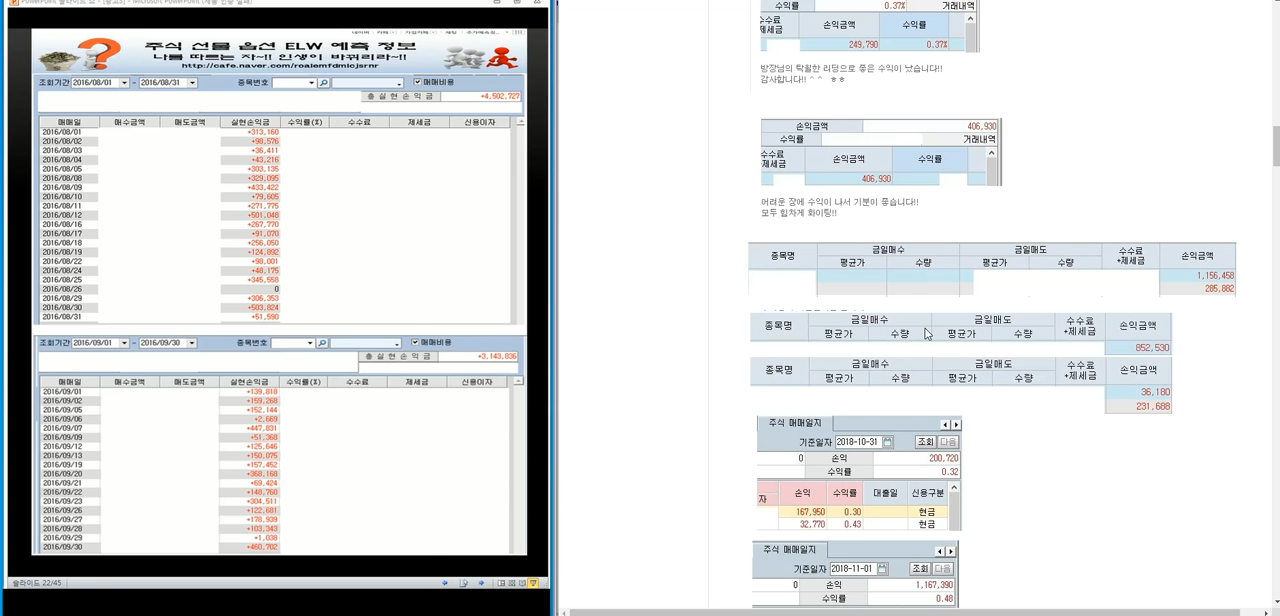 주식 선물 옵션 ELW 예측 정보
나를 따르는 자~!! 인생이 바뀌리라~!!
조회기간 2016/08/01 ~ 2016/08/31 종목번호 매매비용
총 실 현 손 익 금 +4,502,727
매매일 매수금액 매도금액 실현손익금 수익률(%) 수수료 제세금 신용이자
2016/08/01 +313,160
2016/08/02 +98,576
2016/08/03 +36,411
2016/08/04 +43,216
2016/08/05 +303,135
2016/08/08 +329,095
2016/08/09 +433,422
2016/08/10 +79,605
2016/08/11 +271,775
2016/08/12 +501,048
2016/08/16 +267,770
2016/08/17 +91,070
2016/08/18 +256,050
2016/08/19 +124,892
2016/08/22 +98,001
2016/08/24 +48,175
2016/08/25 +345,558
2016/08/26 0
2016/08/29 +306,353
2016/08/30 +503,824
2016/08/31 +51,590
조회기간 2016/09/01 ~ 2016/09/30 종목번호 매매비용
총 실 현 손 익 금 +3,143,836
매매일 매수금액 매도금액 실현손익금 수익률(%) 수수료 제세금 신용이자
2016/09/01 +139,818
2016/09/02 +159,268
2016/09/05 +152,144
2016/09/06 +2,669
2016/09/07 +447,831
2016/09/09 +51,368
2016/09/12 +125,646
2016/09/13 +150,075
2016/09/19 +157,452
2016/09/20 +368,168
2016/09/21 +69,424
2016/09/22 +148,760
2016/09/23 +304,511
2016/09/26 +122,681
2016/09/27 +178,939
2016/09/28 +103,343
2016/09/29 +1,038
2016/09/30 +460,702
슬라이드 22/45
수익률 0.37% 거래내역
수수료 손익금액 수익률
+제세금
249,790 0.37%
방장님의 탁월한 리딩으로 좋은 수익이 났습니다!!
감사합니다!! ^ ^ ㅎㅎ
손익금액 406,930
수익률 거래내역
수수료 손익금액 수익률
+제세금
406,930
어려운 장에 수익이 나서 기분이 좋습니다!!
모두 힘차게 화이팅!!
종목명 금일매수 금일매도 수수료 +제세금 손익금액
평균가 수량 평균가 수량
1,156,458
285,882
종목명 금일매수 금일매도 수수료 +제세금 손익금액
평균가 수량 평균가 수량
852,530
종목명 금일매수 금일매도 수수료 +제세금 손익금액
평균가 수량 평균가 수량
36,180
231,688
주식 매매일지
기준일자 2018-10-31 조회 다음
0 손익 200,720
수익률 0.32
자 손익 수익률 대출일 신용구분
167,950 0.30 현금
32,770 0.43 현금
주식 매매일지
기준일자 2018-11-01 조회 다음
0 손익 1,167,390
수익률 0.48